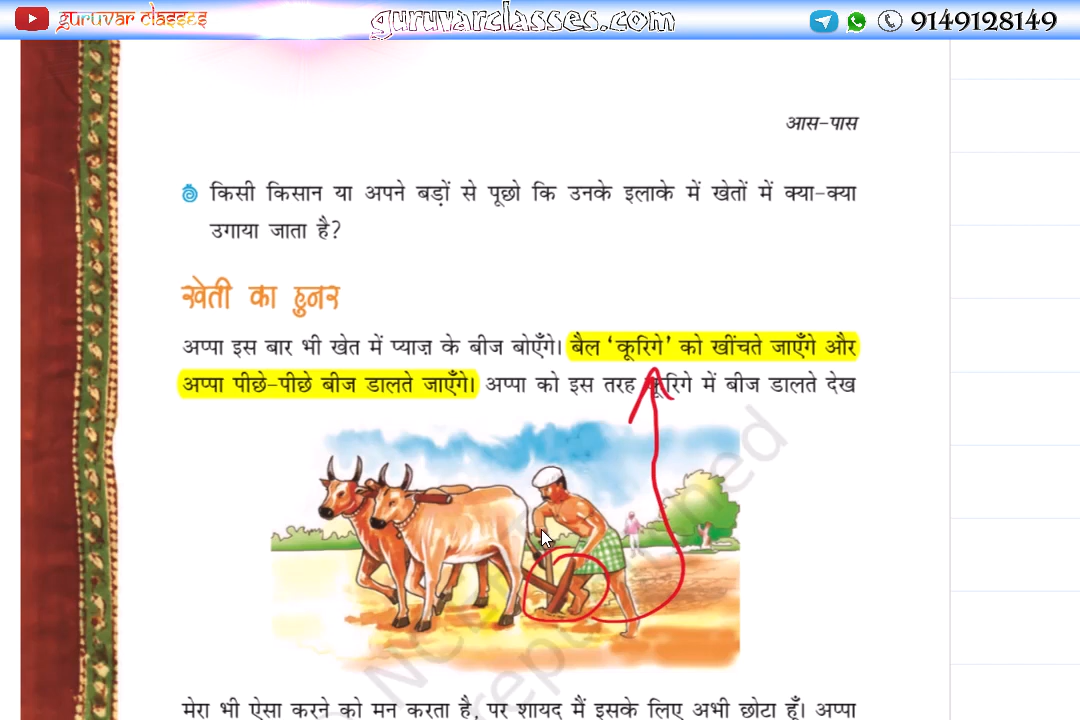 guruvar classes guruvarclasses.com 9149128149
आस-पास
किसी किसान या अपने बड़ों से पूछो कि उनके इलाके में खेतों में क्या-क्या
उगाया जाता है?
खेती का हुनर
अप्पा इस बार भी खेत में प्याज़ के बीज बोएँगे। बैल ‘कूरिगे’ को खींचते जाएँगे और
अप्पा पीछे-पीछे बीज डालते जाएँगे। अप्पा को इस तरह कूरिगे में बीज डालते देख
मेरा भी ऐसा करने को मन करता है, पर शायद मैं इसके लिए अभी छोटा हूँ। अप्पा